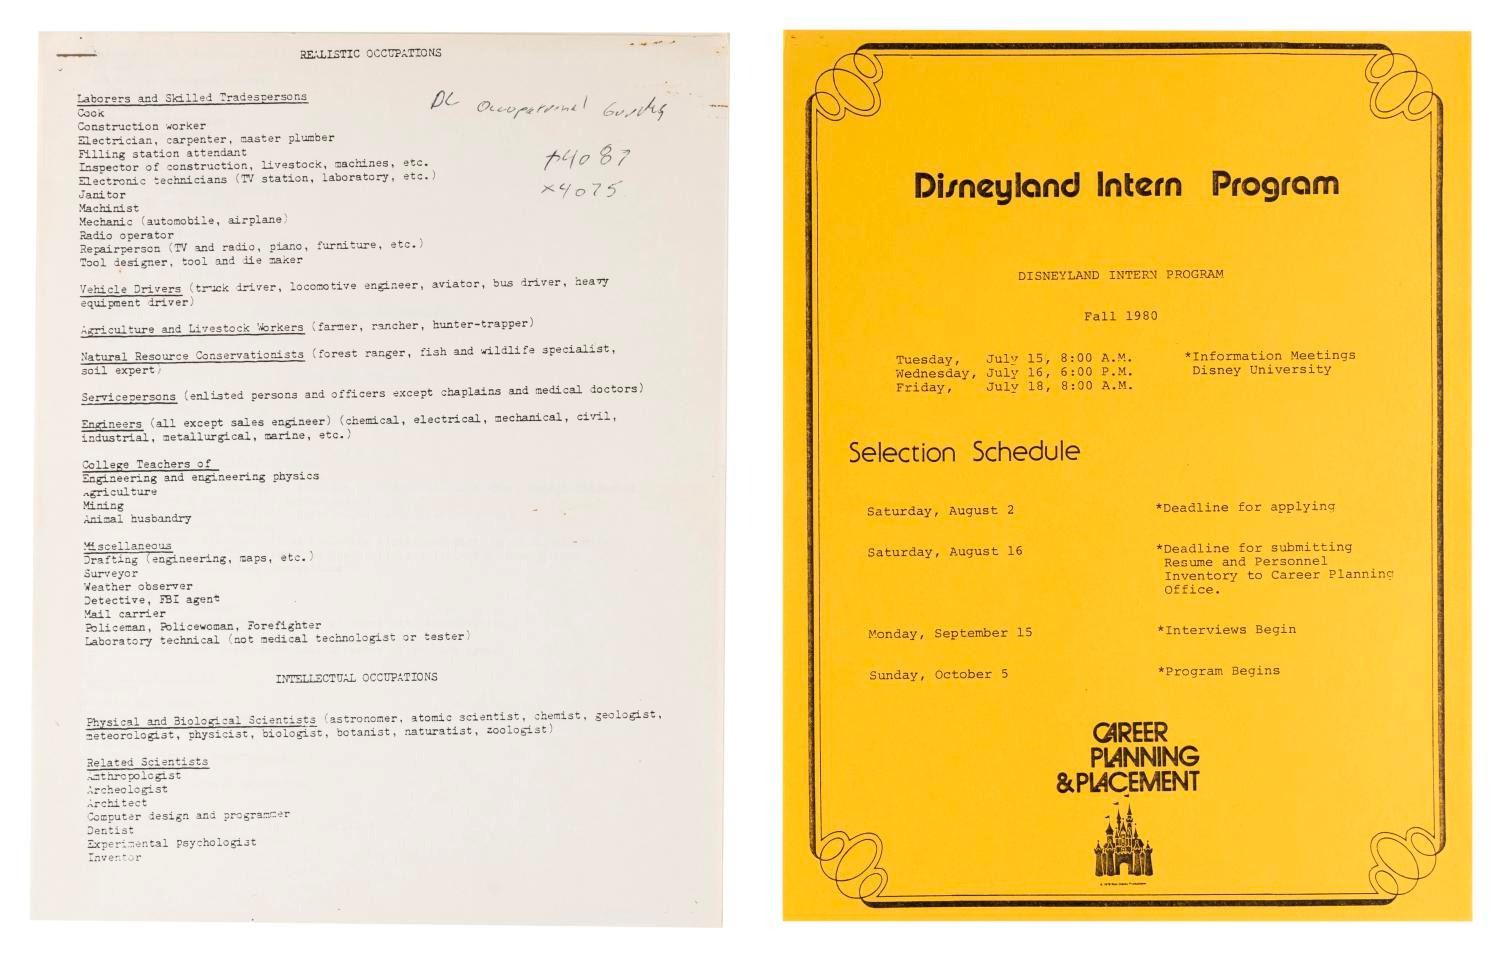 REALISTIC OCCUPATIONS
Laborers and Skilled Tradespersons
Cook
Construction worker
Electrician, carpenter, master plumber
Filling station attendant
Inspector of construction, livestock, machines, etc.
Electronic technicians (TV station, laboratory, etc.)
Janitor
Machinist
Mechanic (automobile, airplane)
Radio operator
Repairperson (TV and radio, piano, furniture, etc.)
Tool designer, tool and die maker
DL Occupational
x4087
x4075
Vehicle Drivers (truck driver, locomotive engineer, aviator, bus driver, heavy
equipment driver)
Agriculture and Livestock Workers (farmer, rancher, hunter-trapper)
Natural Resource Conservationists (forest ranger, fish and wildlife specialist,
soil expert)
Servicepersons (enlisted persons and officers except chaplains and medical doctors)
Engineers (all except sales engineer) (chemical, electrical, mechanical, civil,
industrial, metallurgical, marine, etc.)
College Teachers of
Engineering and engineering physics
Agriculture
Mining
Animal husbandry
Miscellaneous
Drafting (engineering, maps, etc.)
Surveyor
Weather observer
Detective, FBI agent
Mail carrier
Policeman, Policewoman, Forefighter
Laboratory technical (not medical technologist or tester)
INTELLECTUAL OCCUPATIONS
Physical and Biological Scientists (astronomer, atomic scientist, chemist, geologist,
meteorologist, physicist, biologist, botanist, naturatist, zoologist)
Related Scientists
Anthropologist
Archeologist
Architect
Computer design and programmer
Dentist
Experimental psychologist
Inventor
Disneyland Intern Program
DISNEYLAND INTERN PROGRAM
Fall 1980
Tuesday, July 15, 8:00 A.M. *Information Meetings
Wednesday, July 16, 6:00 P.M. Disney University
Friday, July 18, 8:00 A.M.
Selection Schedule
Saturday, August 2 *Deadline for applying
Saturday, August 16 *Deadline for submitting
Resume and Personnel
Inventory to Career Planning
Office.
Monday, September 15 *Interviews Begin
Sunday, October 5 *Program Begins
CAREER
PLANNING
&PLACEMENT